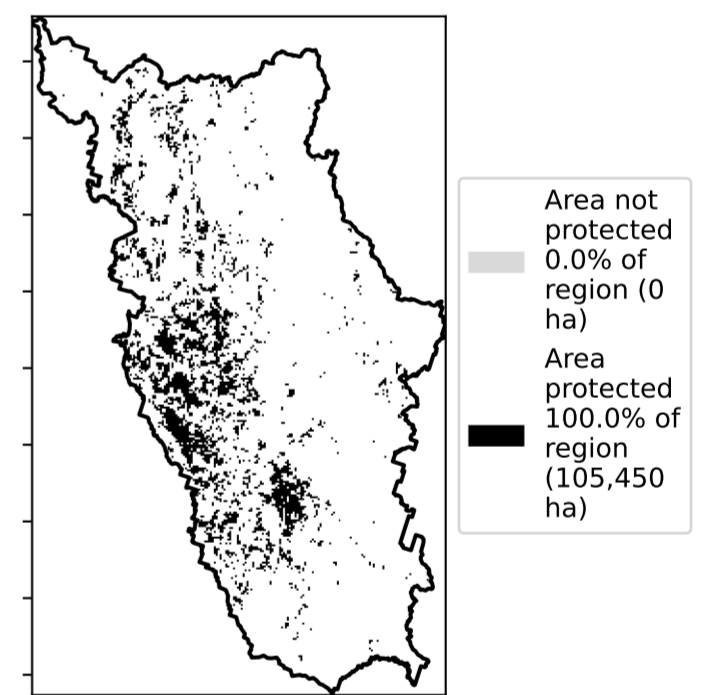 Area not
protected
0.0% of
region (0
ha)
Area
protected
100.0% of
region
(105,450
ha)